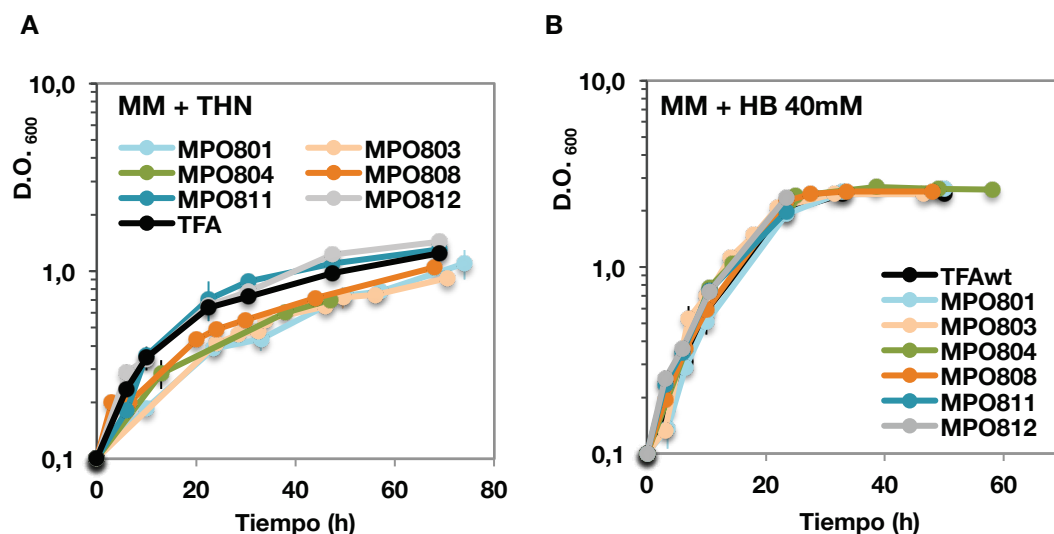 A
D.O. 600
10,0
1,0
0,1
MM + THN
MPO801 MPO803
MPO804 MPO808
MPO811 MPO812
TFA
0 20 40 60 80
Tiempo (h)
B
D.O. 600
10,0
1,0
0,1
MM + HB 40mM
TFAwt
MPO801
MPO803
MPO804
MPO808
MPO811
MPO812
0 20 40 60
Tiempo (h)